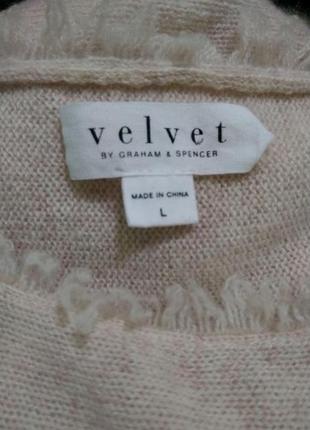 velvet
BY GRAHAM & SPENCER
MADE IN CHINA
L